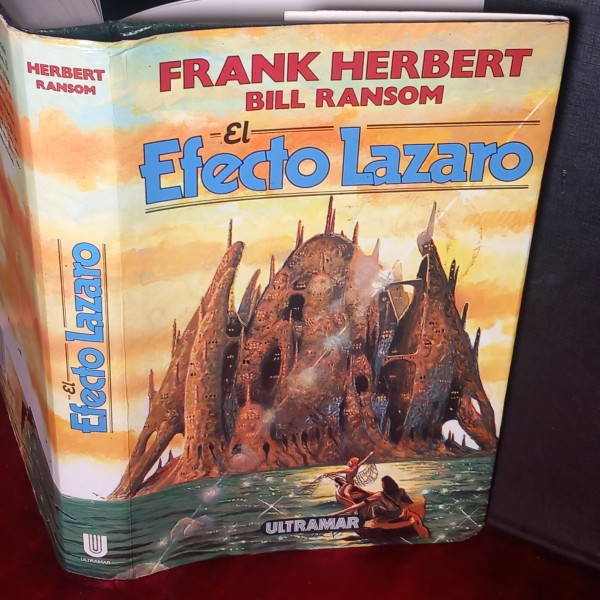 HERBERT
RANSOM
El
Efecto Lazaro
ULTRAMAR
FRANK HERBERT
BILL RANSOM
El
Efecto Lazaro
ULTRAMAR